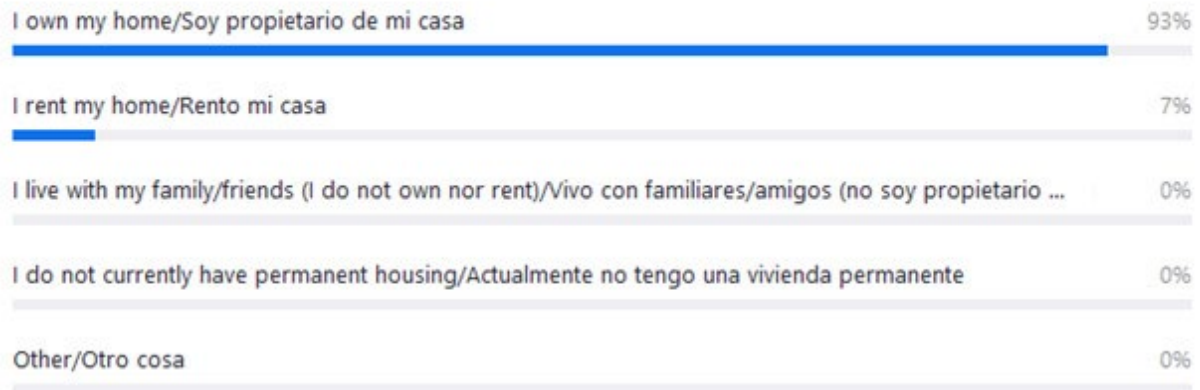 I own my home/Soy propietario de mi casa 93%
I rent my home/Rento mi casa 7%
I live with my family/friends (I do not own nor rent)/Vivo con familiares/amigos (no soy propietario ... 0%
I do not currently have permanent housing/Actualmente no tengo una vivienda permanente 0%
Other/Otro cosa 0%